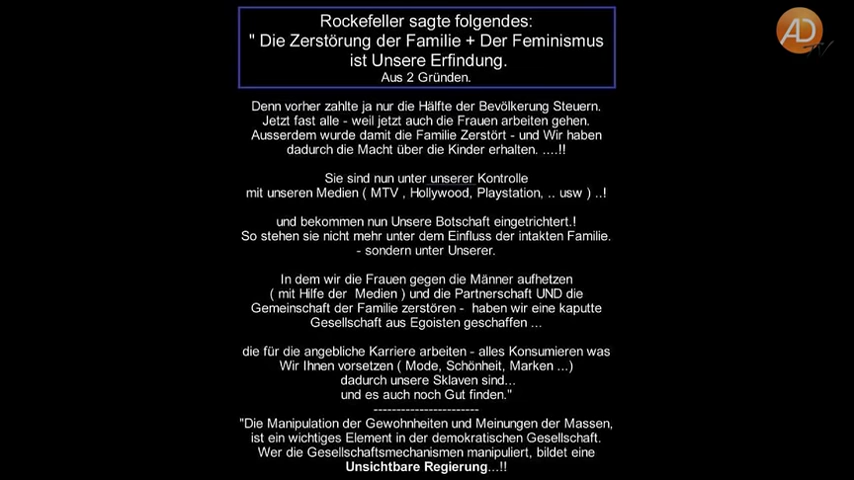 Rockefeller sagte folgendes:
" Die Zerstörung der Familie + Der Feminismus
ist Unsere Erfindung.
Aus 2 Gründen.
Denn vorher zahlte ja nur die Hälfte der Bevölkerung Steuern.
Jetzt fast alle - weil jetzt auch die Frauen arbeiten gehen.
Ausserdem wurde damit die Familie Zerstört - und Wir haben
dadurch die Macht über die Kinder erhalten. ....!!
Sie sind nun unter unserer Kontrolle
mit unseren Medien ( MTV , Hollywood, Playstation, .. usw ) ..!
und bekommen nun Unsere Botschaft eingetrichtert.!
So stehen sie nicht mehr unter dem Einfluss der intakten Familie.
- sondern unter Unserer.
In dem wir die Frauen gegen die Männer aufhetzen
( mit Hilfe der Medien ) und die Partnerschaft UND die
Gemeinschaft der Familie zerstören - haben wir eine kaputte
Gesellschaft aus Egoisten geschaffen ...
die für die angebliche Karriere arbeiten - alles Konsumieren was
Wir Ihnen vorsetzen ( Mode, Schönheit, Marken ...)
dadurch unsere Sklaven sind...
und es auch noch Gut finden."
-----------------------
"Die Manipulation der Gewohnheiten und Meinungen der Massen,
ist ein wichtiges Element in der demokratischen Gesellschaft.
Wer die Gesellschaftsmechanismen manipuliert, bildet eine
Unsichtbare Regierung...!!
AD
TV